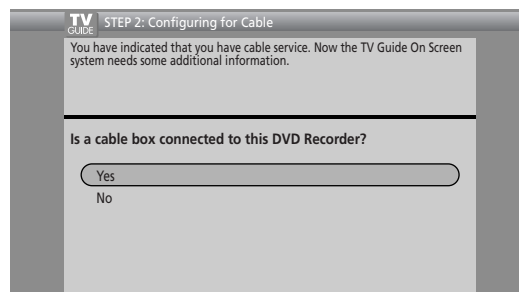 TV
GUIDE
STEP 2: Configuring for Cable
You have indicated that you have cable service. Now the TV Guide On Screen
system needs some additional information.
Is a cable box connected to this DVD Recorder?
Yes
No